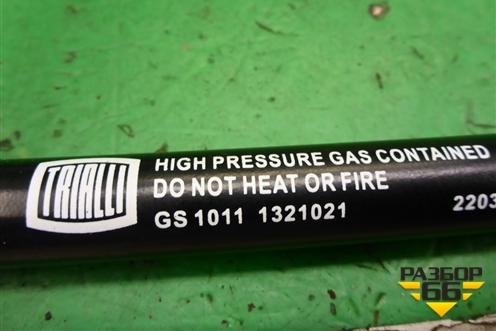 TRIALLI
HIGH PRESSURE GAS CONTAINED
DO NOT HEAT OR FIRE
GS 1011 1321021
2203
РАЗБОР
66